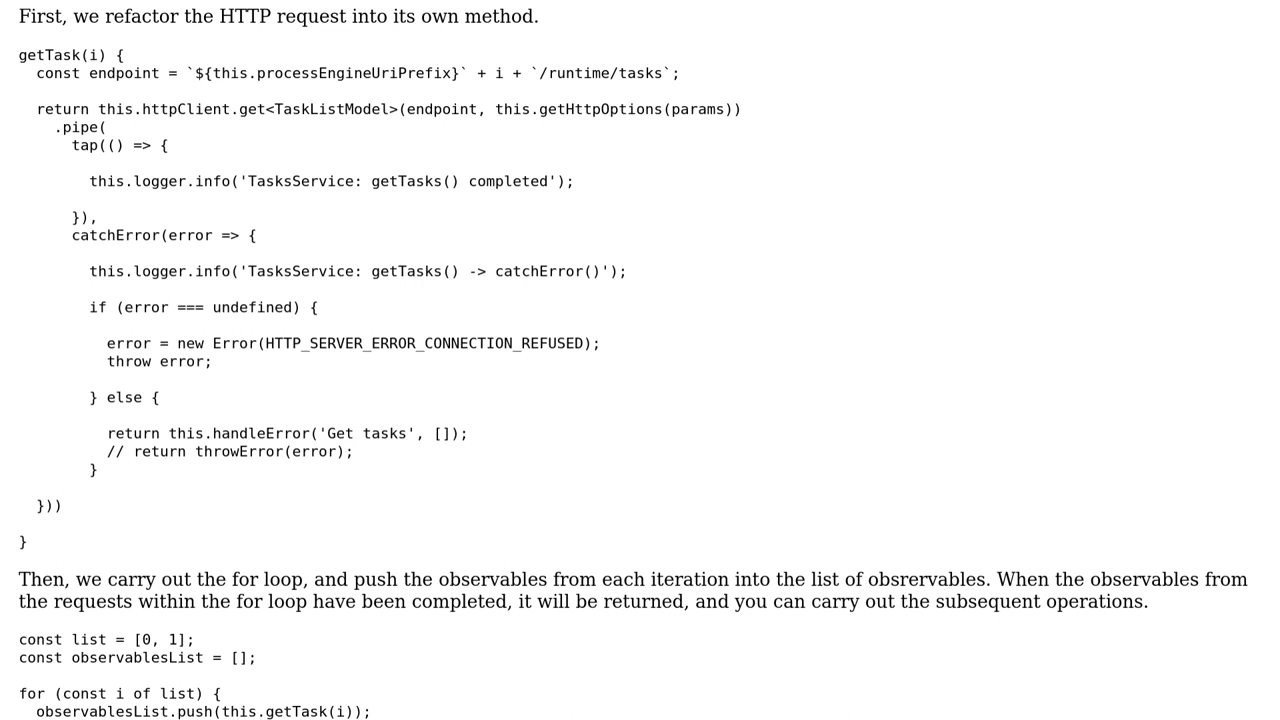 First, we refactor the HTTP request into its own method.
getTask(i) {
  const endpoint = `${this.processEngineUriPrefix}` + i + `/runtime/tasks`;
  return this.httpClient.get<TaskListModel>(endpoint, this.getHttpOptions(params))
    .pipe(
      tap(() => {
        this.logger.info('TasksService: getTasks() completed');
      }),
      catchError(error => {
        this.logger.info('TasksService: getTasks() -> catchError()');
        if (error === undefined) {
          error = new Error(HTTP_SERVER_ERROR_CONNECTION_REFUSED);
          throw error;
        } else {
          return this.handleError('Get tasks', []);
          // return throwError(error);
        }
  }))
}
Then, we carry out the for loop, and push the observables from each iteration into the list of obsrervables. When the observables from
the requests within the for loop have been completed, it will be returned, and you can carry out the subsequent operations.
const list = [0, 1];
const observablesList = [];
for (const i of list) {
  observablesList.push(this.getTask(i));